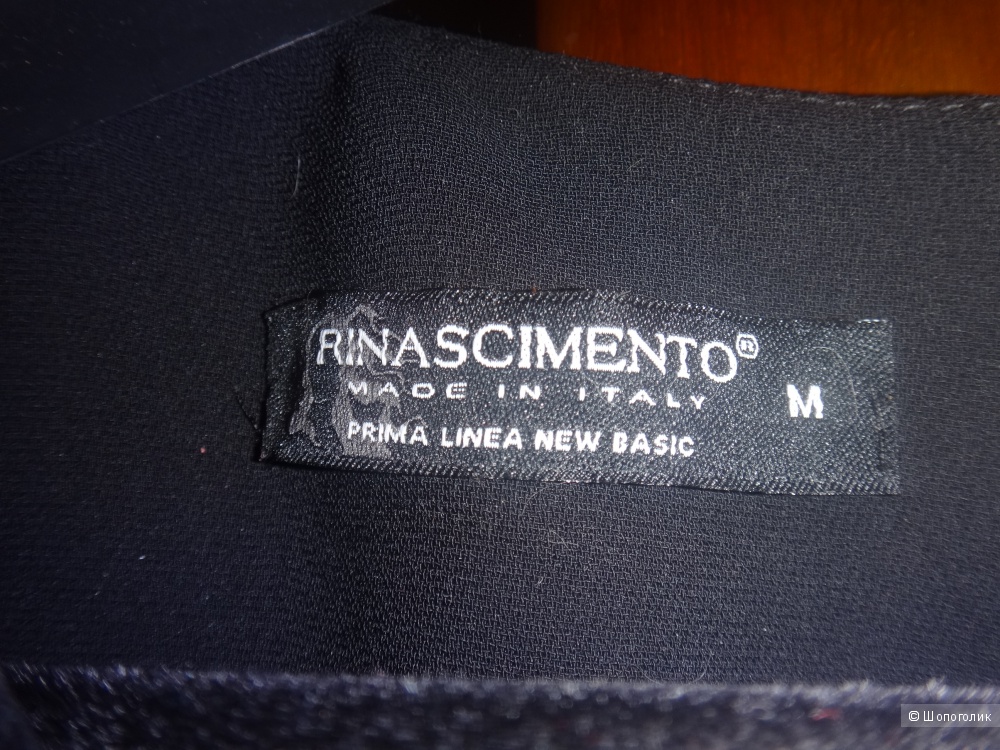 RINASCIMENTO®
MADE IN ITALY
M
PRIMA LINEA NEW BASIC
© Шопоголик